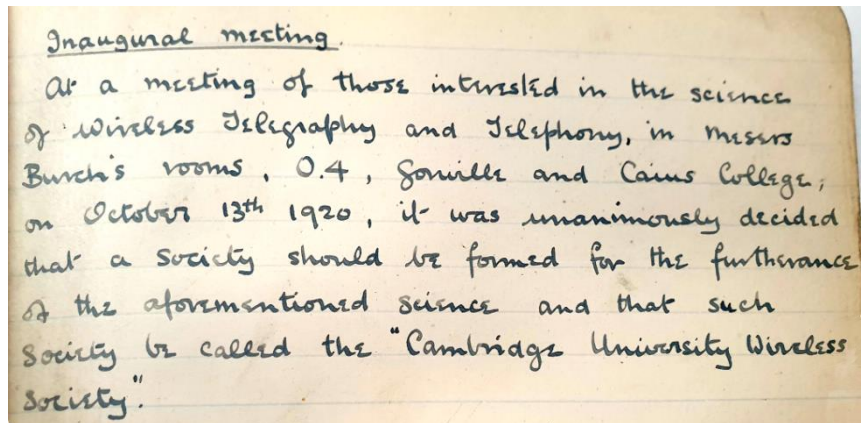 Inaugural meeting.
At a meeting of those interested in the science
of Wireless Telegraphy and Telephony, in Messrs
Burch's rooms, O.4, Gonville and Caius College,
on October 13th 1920, it was unanimously decided
that a Society should be formed for the furtherance
of the aforementioned science and that such
Society be called the "Cambridge University Wireless
Society".